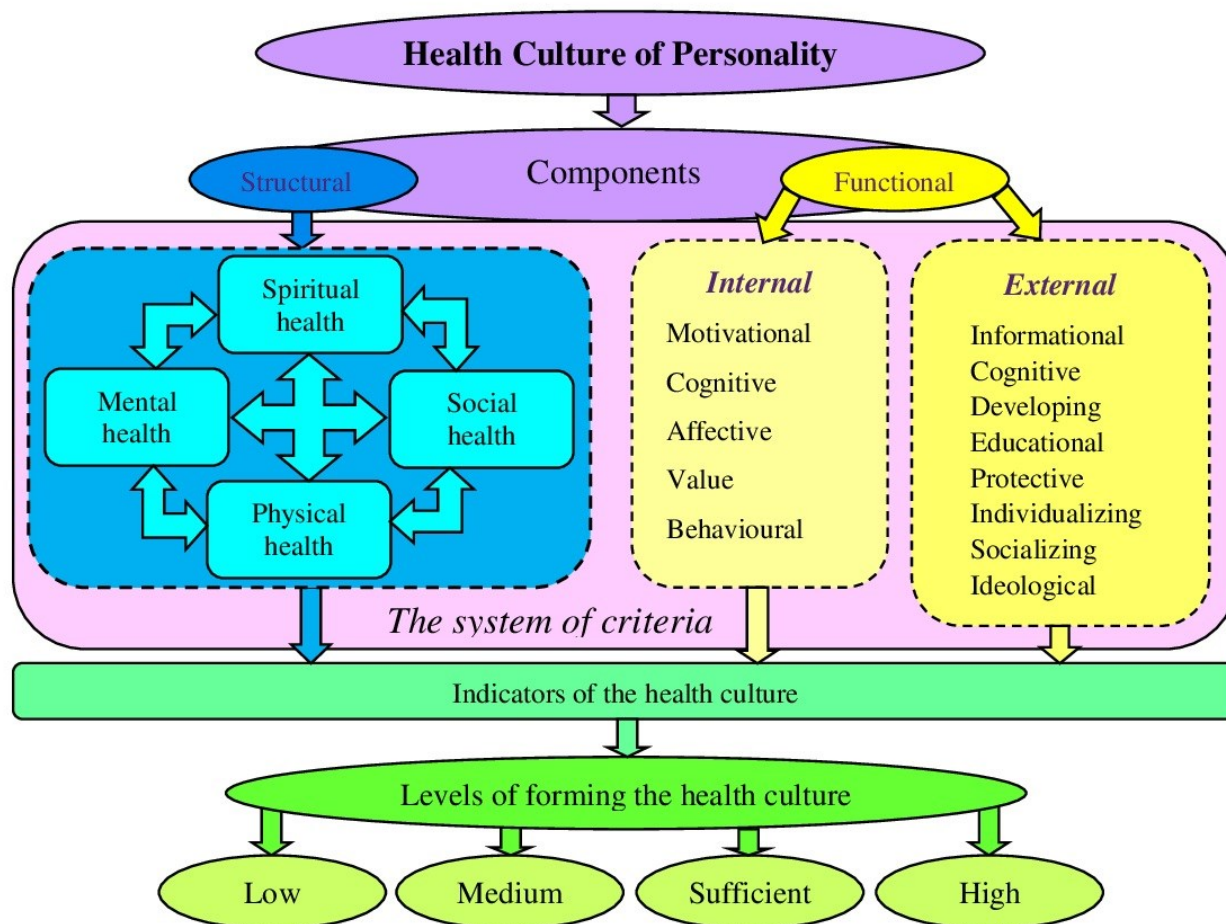 Health Culture of Personality
Structural
Components
Functional
Spiritual
health
Mental
health
Social
health
Physical
health
Internal
Motivational
Cognitive
Affective
Value
Behavioural
External
Informational
Cognitive
Developing
Educational
Protective
Individualizing
Socializing
Ideological
The system of criteria
Indicators of the health culture
Levels of forming the health culture
Low
Medium
Sufficient
High